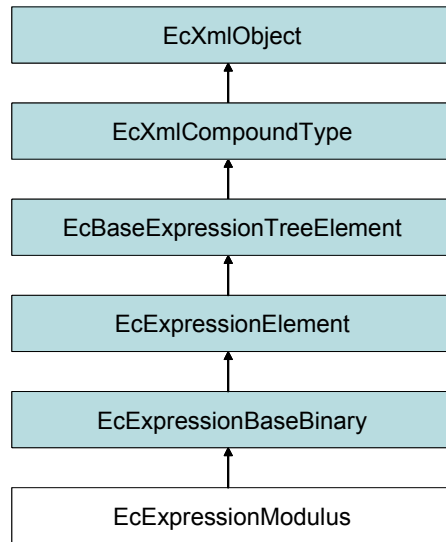 EcXmlObject
EcXmlCompoundType
EcBaseExpressionTreeElement
EcExpressionElement
EcExpressionBaseBinary
EcExpressionModulus